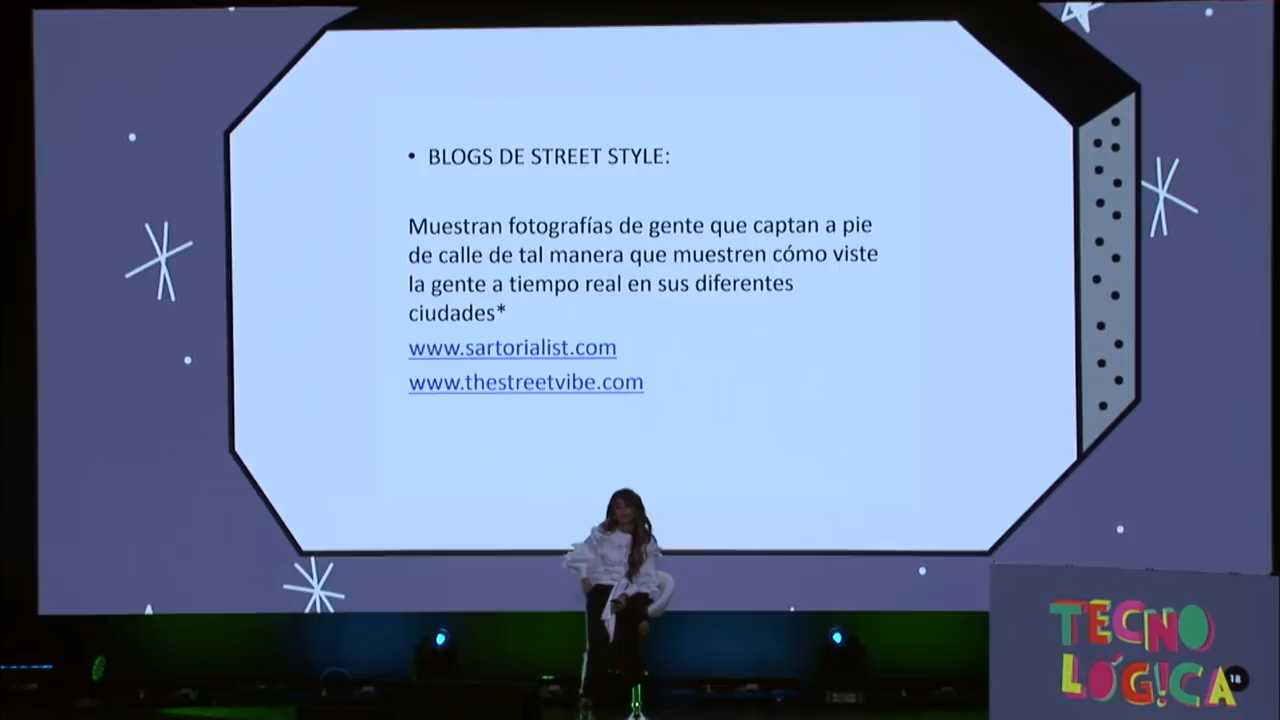 • BLOGS DE STREET STYLE:
Muestran fotografías de gente que captan a pie
de calle de tal manera que muestren cómo viste
la gente a tiempo real en sus diferentes
ciudades*
www.sartorialist.com
www.thestreetvibe.com
TECNO
LÓG!CA 18